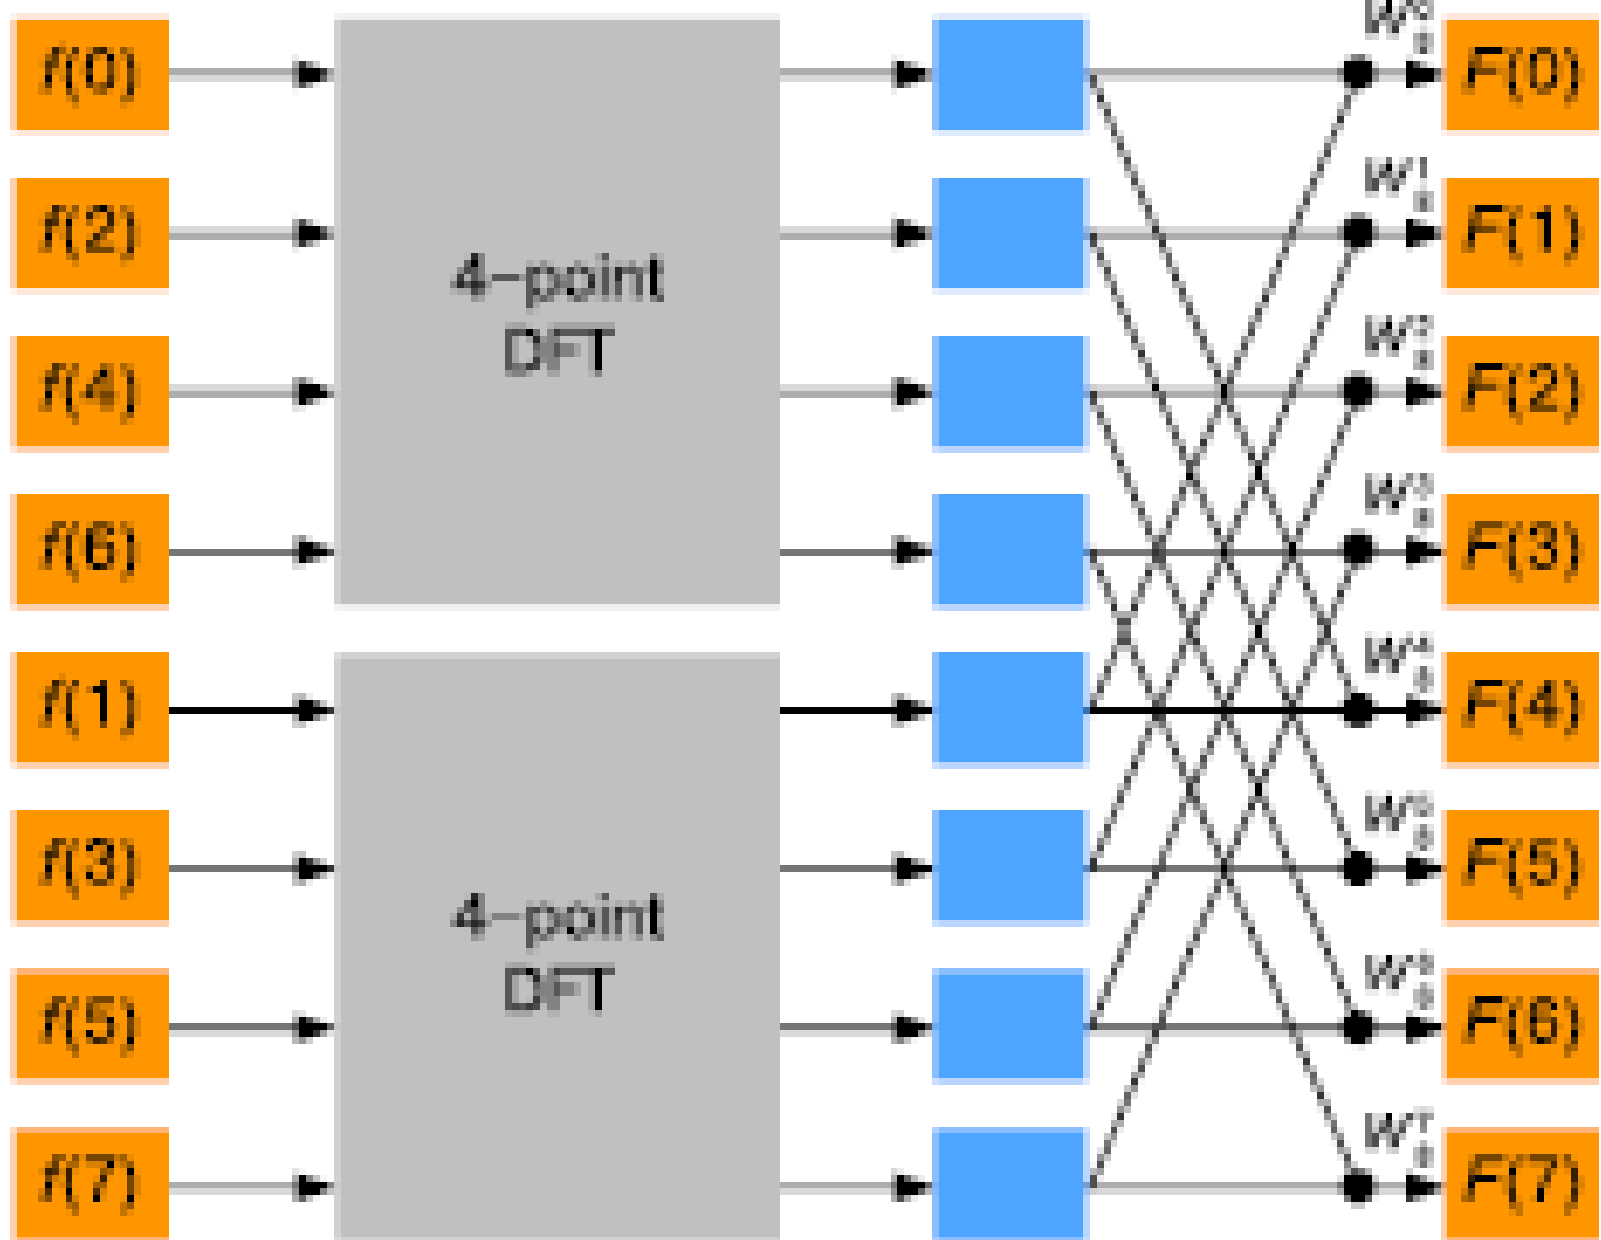 f(0)
f(2)
f(4)
f(6)
f(1)
f(3)
f(5)
f(7)
4-point
DFT
4-point
DFT
W
W 1
W
W
W
W
W
W
F(0)
F(1)
F(2)
F(3)
F(4)
F(5)
F(6)
F(7)